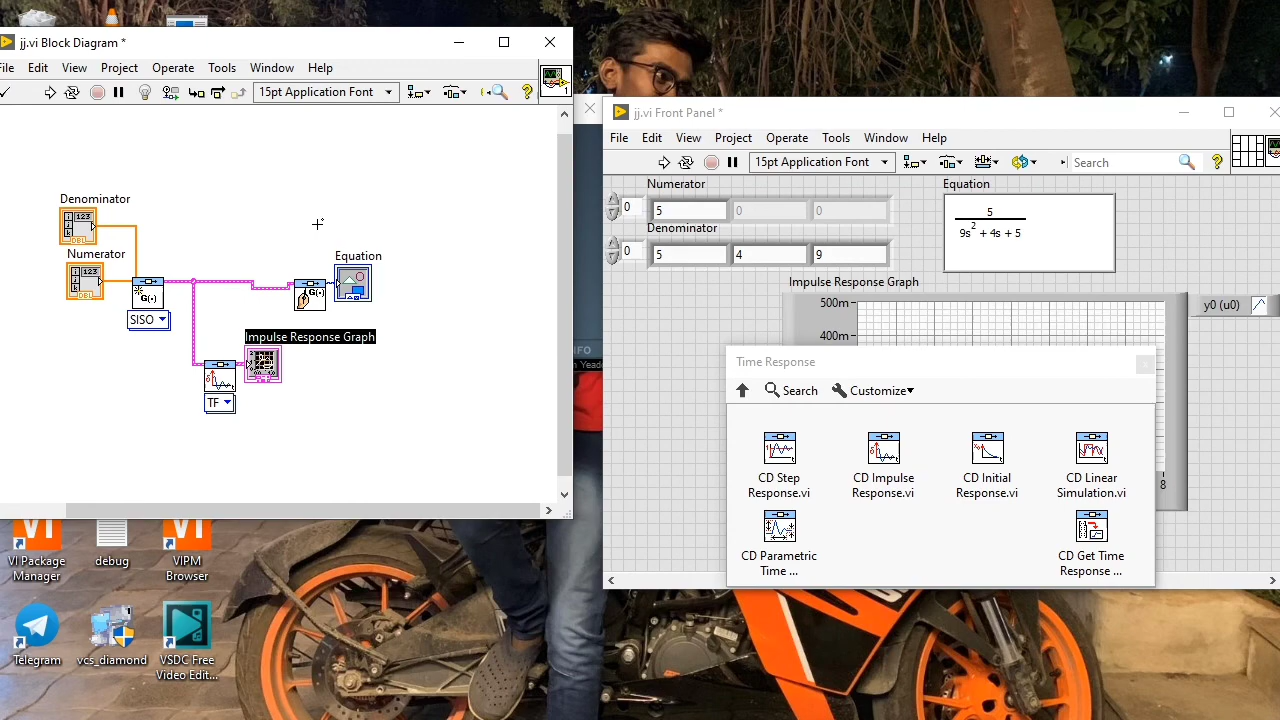 jj.vi Block Diagram *
File Edit View Project Operate Tools Window Help
15pt Application Font
1
Denominator
123
DBL
Numerator
123
DBL
G(.)
SISO
G(.)
Equation
Impulse Response Graph
TF
jj.vi Front Panel *
File Edit View Project Operate Tools Window Help
15pt Application Font
Search
Numerator
0 5 0 0
Denominator
0 5 4 9
Equation
5
9s² + 4s + 5
Impulse Response Graph
500m
400m
y0 (u0)
8
Time Response
Search Customize
CD Step
Response.vi
CD Impulse
Response.vi
CD Initial
Response.vi
CD Linear
Simulation.vi
CD Parametric
Time ...
CD Get Time
Response ...
VI Package
Manager
debug
VIPM
Browser
Telegram
vcs_diamond
VSDC Free
Video Edit...